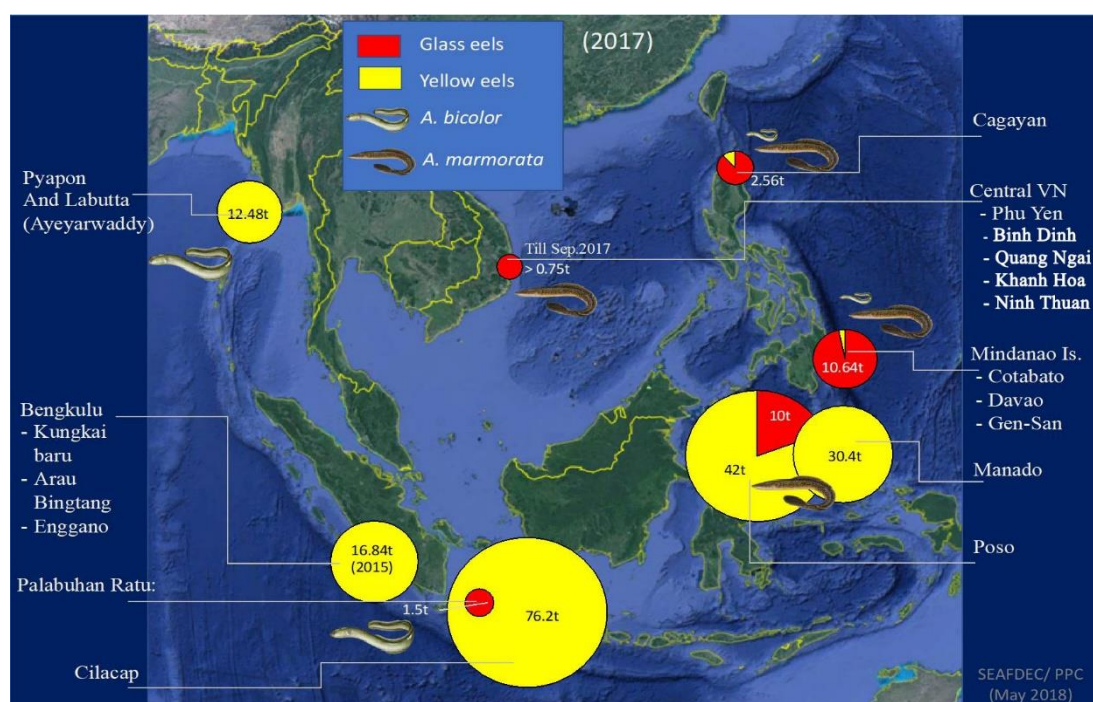 Glass eels
Yellow eels
A. bicolor
A. marmorata
(2017)
Pyapon
And Labutta
(Ayeyarwaddy)
12.48t
Till Sep.2017
> 0.75t
2.56t
Cagayan
Central VN
- Phu Yen
- Binh Dinh
- Quang Ngai
- Khanh Hoa
- Ninh Thuan
10.64t
Mindanao Is.
- Cotabato
- Davao
- Gen-San
10t
42t
30.4t
Manado
Poso
Bengkulu
- Kungkai
baru
- Arau
Bingtang
- Enggano
16.84t
(2015)
Palabuhan Ratu:
1.5t
76.2t
Cilacap
SEAFDEC/ PPC
(May 2018)